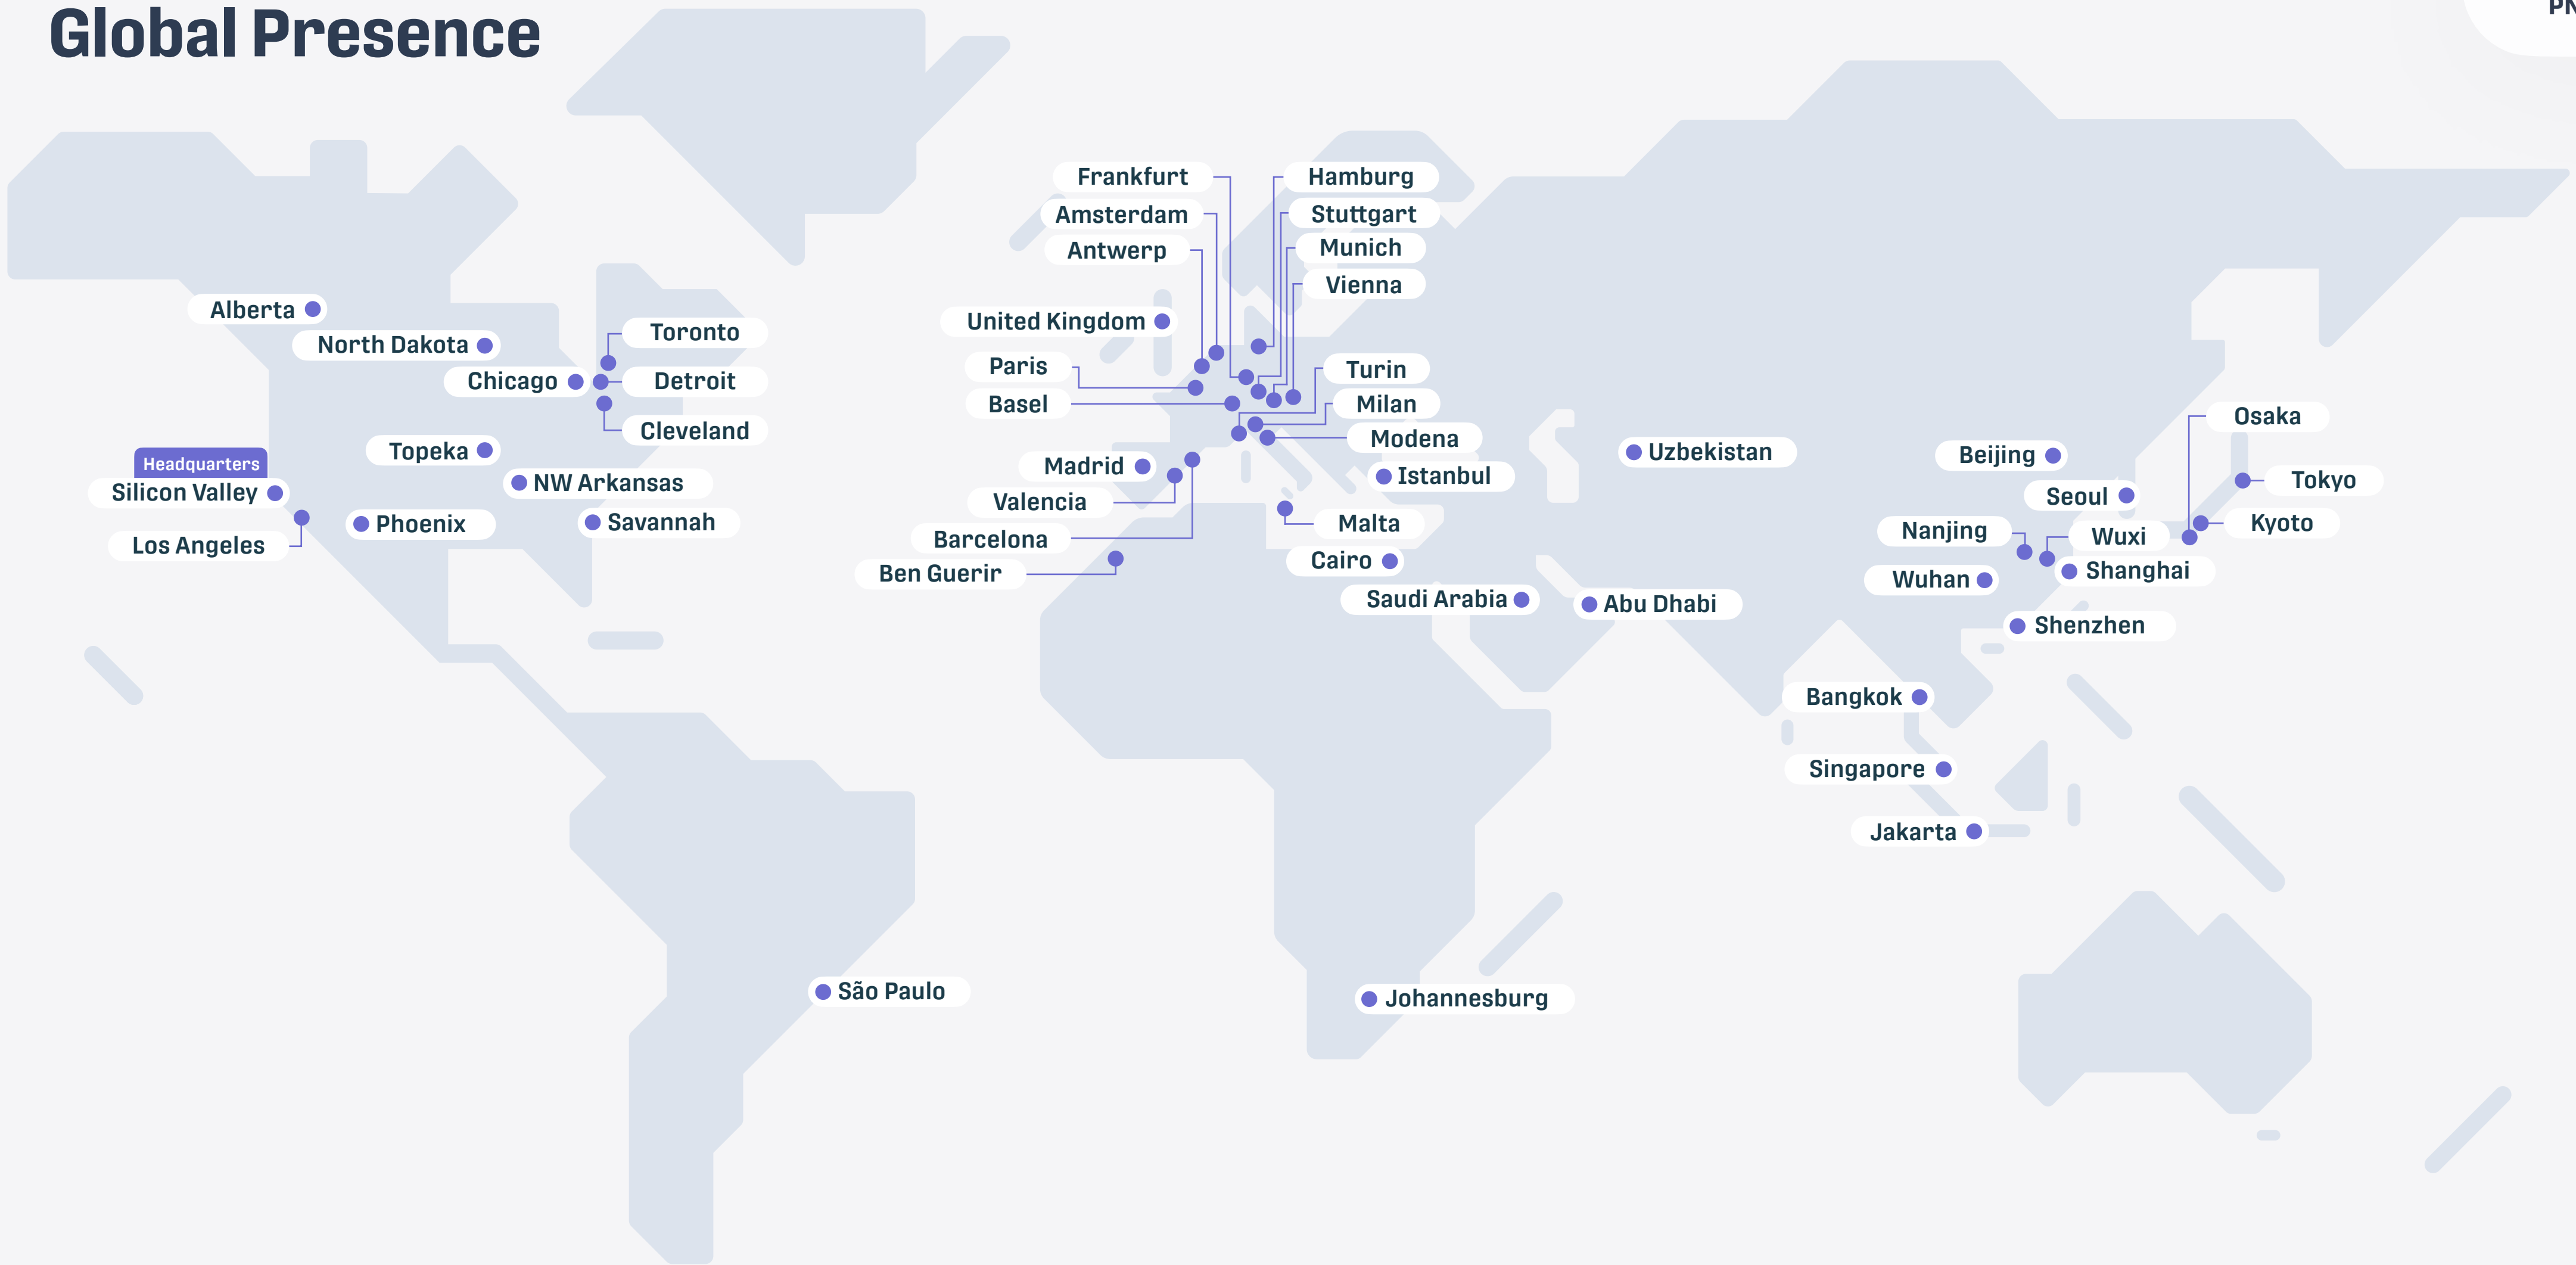 Global Presence
PN
Frankfurt
Hamburg
Amsterdam
Stuttgart
Antwerp
Munich
Vienna
Alberta
United Kingdom
Toronto
North Dakota
Paris
Turin
Chicago
Detroit
Basel
Milan
Osaka
Cleveland
Modena
Topeka
Uzbekistan
Beijing
Headquarters
Madrid
Istanbul
Tokyo
NW Arkansas
Silicon Valley
Seoul
Valencia
Phoenix
Savannah
Malta
Kyoto
Nanjing
Wuxi
Barcelona
Los Angeles
Cairo
Ben Guerir
Shanghai
Wuhan
Saudi Arabia
Abu Dhabi
Shenzhen
Bangkok
Singapore
Jakarta
São Paulo
Johannesburg